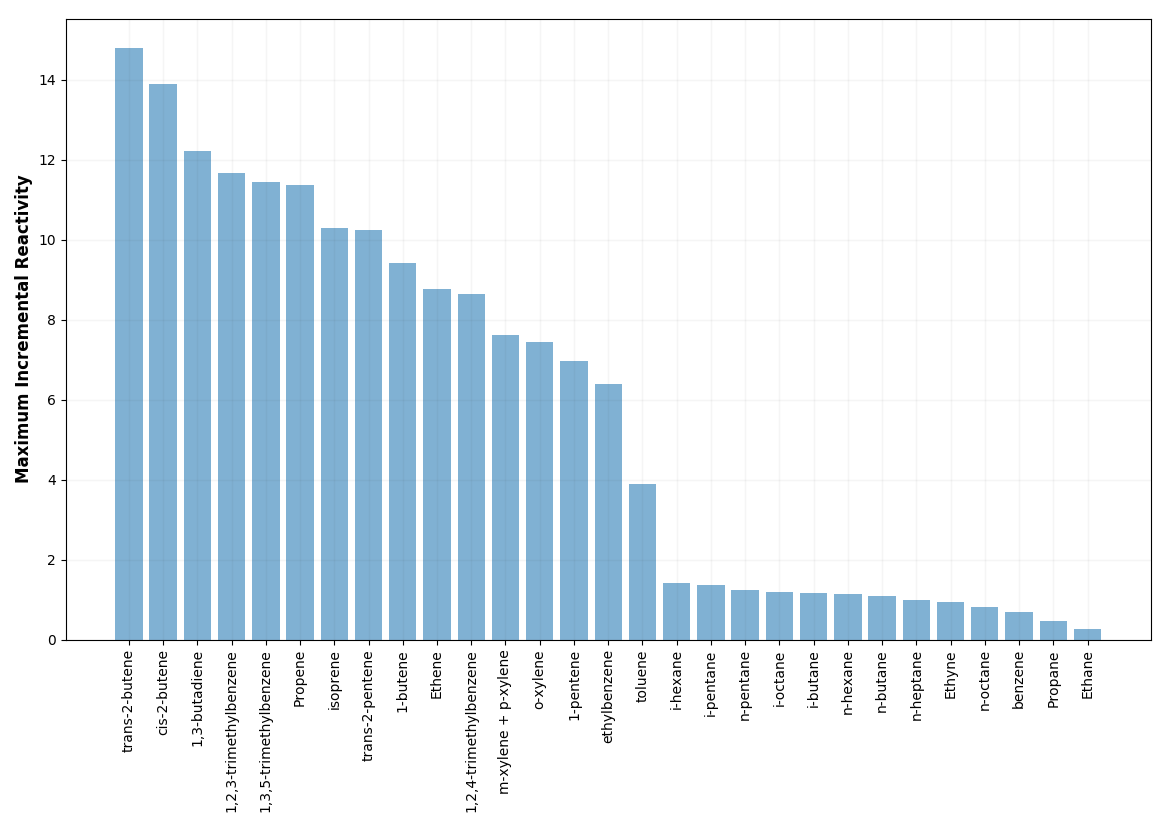 Maximum Incremental Reactivity
14
12
10
8
6
4
2
0
trans-2-butene
cis-2-butene
1,3-butadiene
1,2,3-trimethylbenzene
1,3,5-trimethylbenzene
Propene
isoprene
trans-2-pentene
1-butene
Ethene
1,2,4-trimethylbenzene
m-xylene + p-xylene
o-xylene
1-pentene
ethylbenzene
toluene
i-hexane
i-pentane
n-pentane
i-octane
i-butane
n-hexane
n-butane
n-heptane
Ethyne
n-octane
benzene
Propane
Ethane